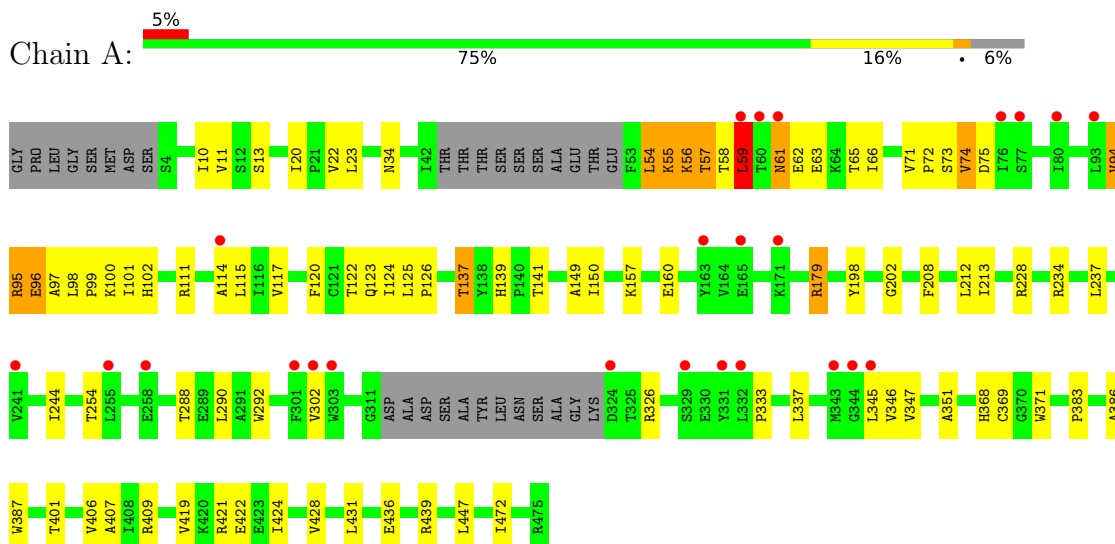 5%
Chain A:
75% 16% • 6%
GLY PRO LEU GLY SER MET ASP SER S4 I10 V11 S12 S13 I20 P21 V22 L23 N34 I42 THR THR THR SER SER SER ALA GLU THR GLU F53 L54 K55 K56 T57 T58 L59 T60 N61 E62 E63 K64 T65 I66 V71 P72 S73 V74 D75 I76 S77 I80 L93 V94
R95 E96 A97 L98 P99 K100 I101 H102 R111 A114 L115 I116 V117 F120 C121 T122 Q123 I124 L125 P126 T137 Y138 H139 P140 T141 A149 I150 K157 E160 Y163 V164 E165 K171 R179 Y198 G202 F208 L212 I213 R228 R234 L237
V241 I244 T254 L255 E258 T288 E289 L290 A291 W292 F301 V302 W303 G311 ASP ALA ASP SER ALA TYR LEU ASN SER ALA GLY LYS D324 T325 R326 S329 E330 Y331 L332 P333 L337 M343 G344 L345 V346 V347 A351 H368 C369 G370 W371 P383 A386
W387 T401 V406 A407 I408 R409 V419 K420 R421 E422 E423 I424 V428 L431 E436 R439 L447 I472 R475